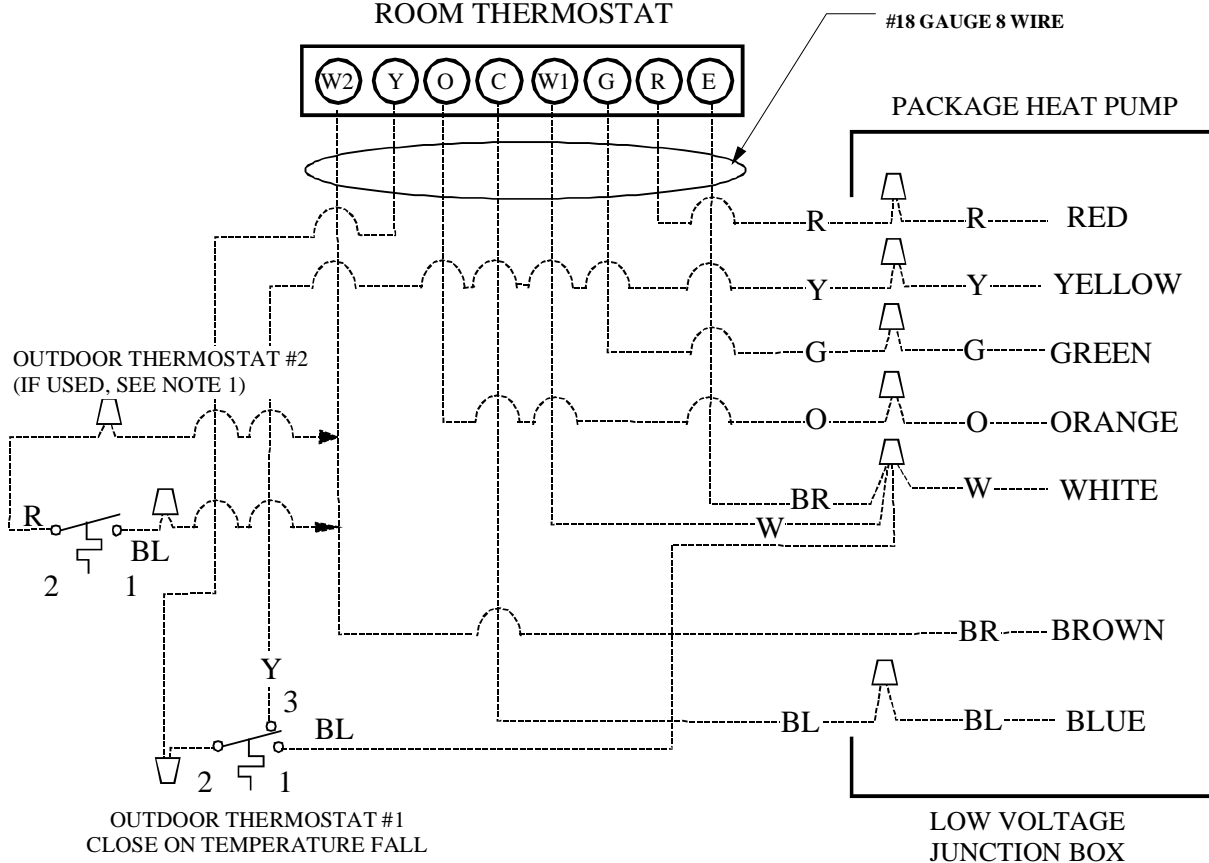 ROOM THERMOSTAT
#18 GAUGE 8 WIRE
W2 Y O C W1 G R E
PACKAGE HEAT PUMP
R R RED
Y Y YELLOW
OUTDOOR THERMOSTAT #2
(IF USED, SEE NOTE 1)
G G GREEN
O O ORANGE
BR W WHITE
R W
BL
2 1
BR BROWN
Y
3
BL BL BL BLUE
2 1
OUTDOOR THERMOSTAT #1
CLOSE ON TEMPERATURE FALL
LOW VOLTAGE
JUNCTION BOX